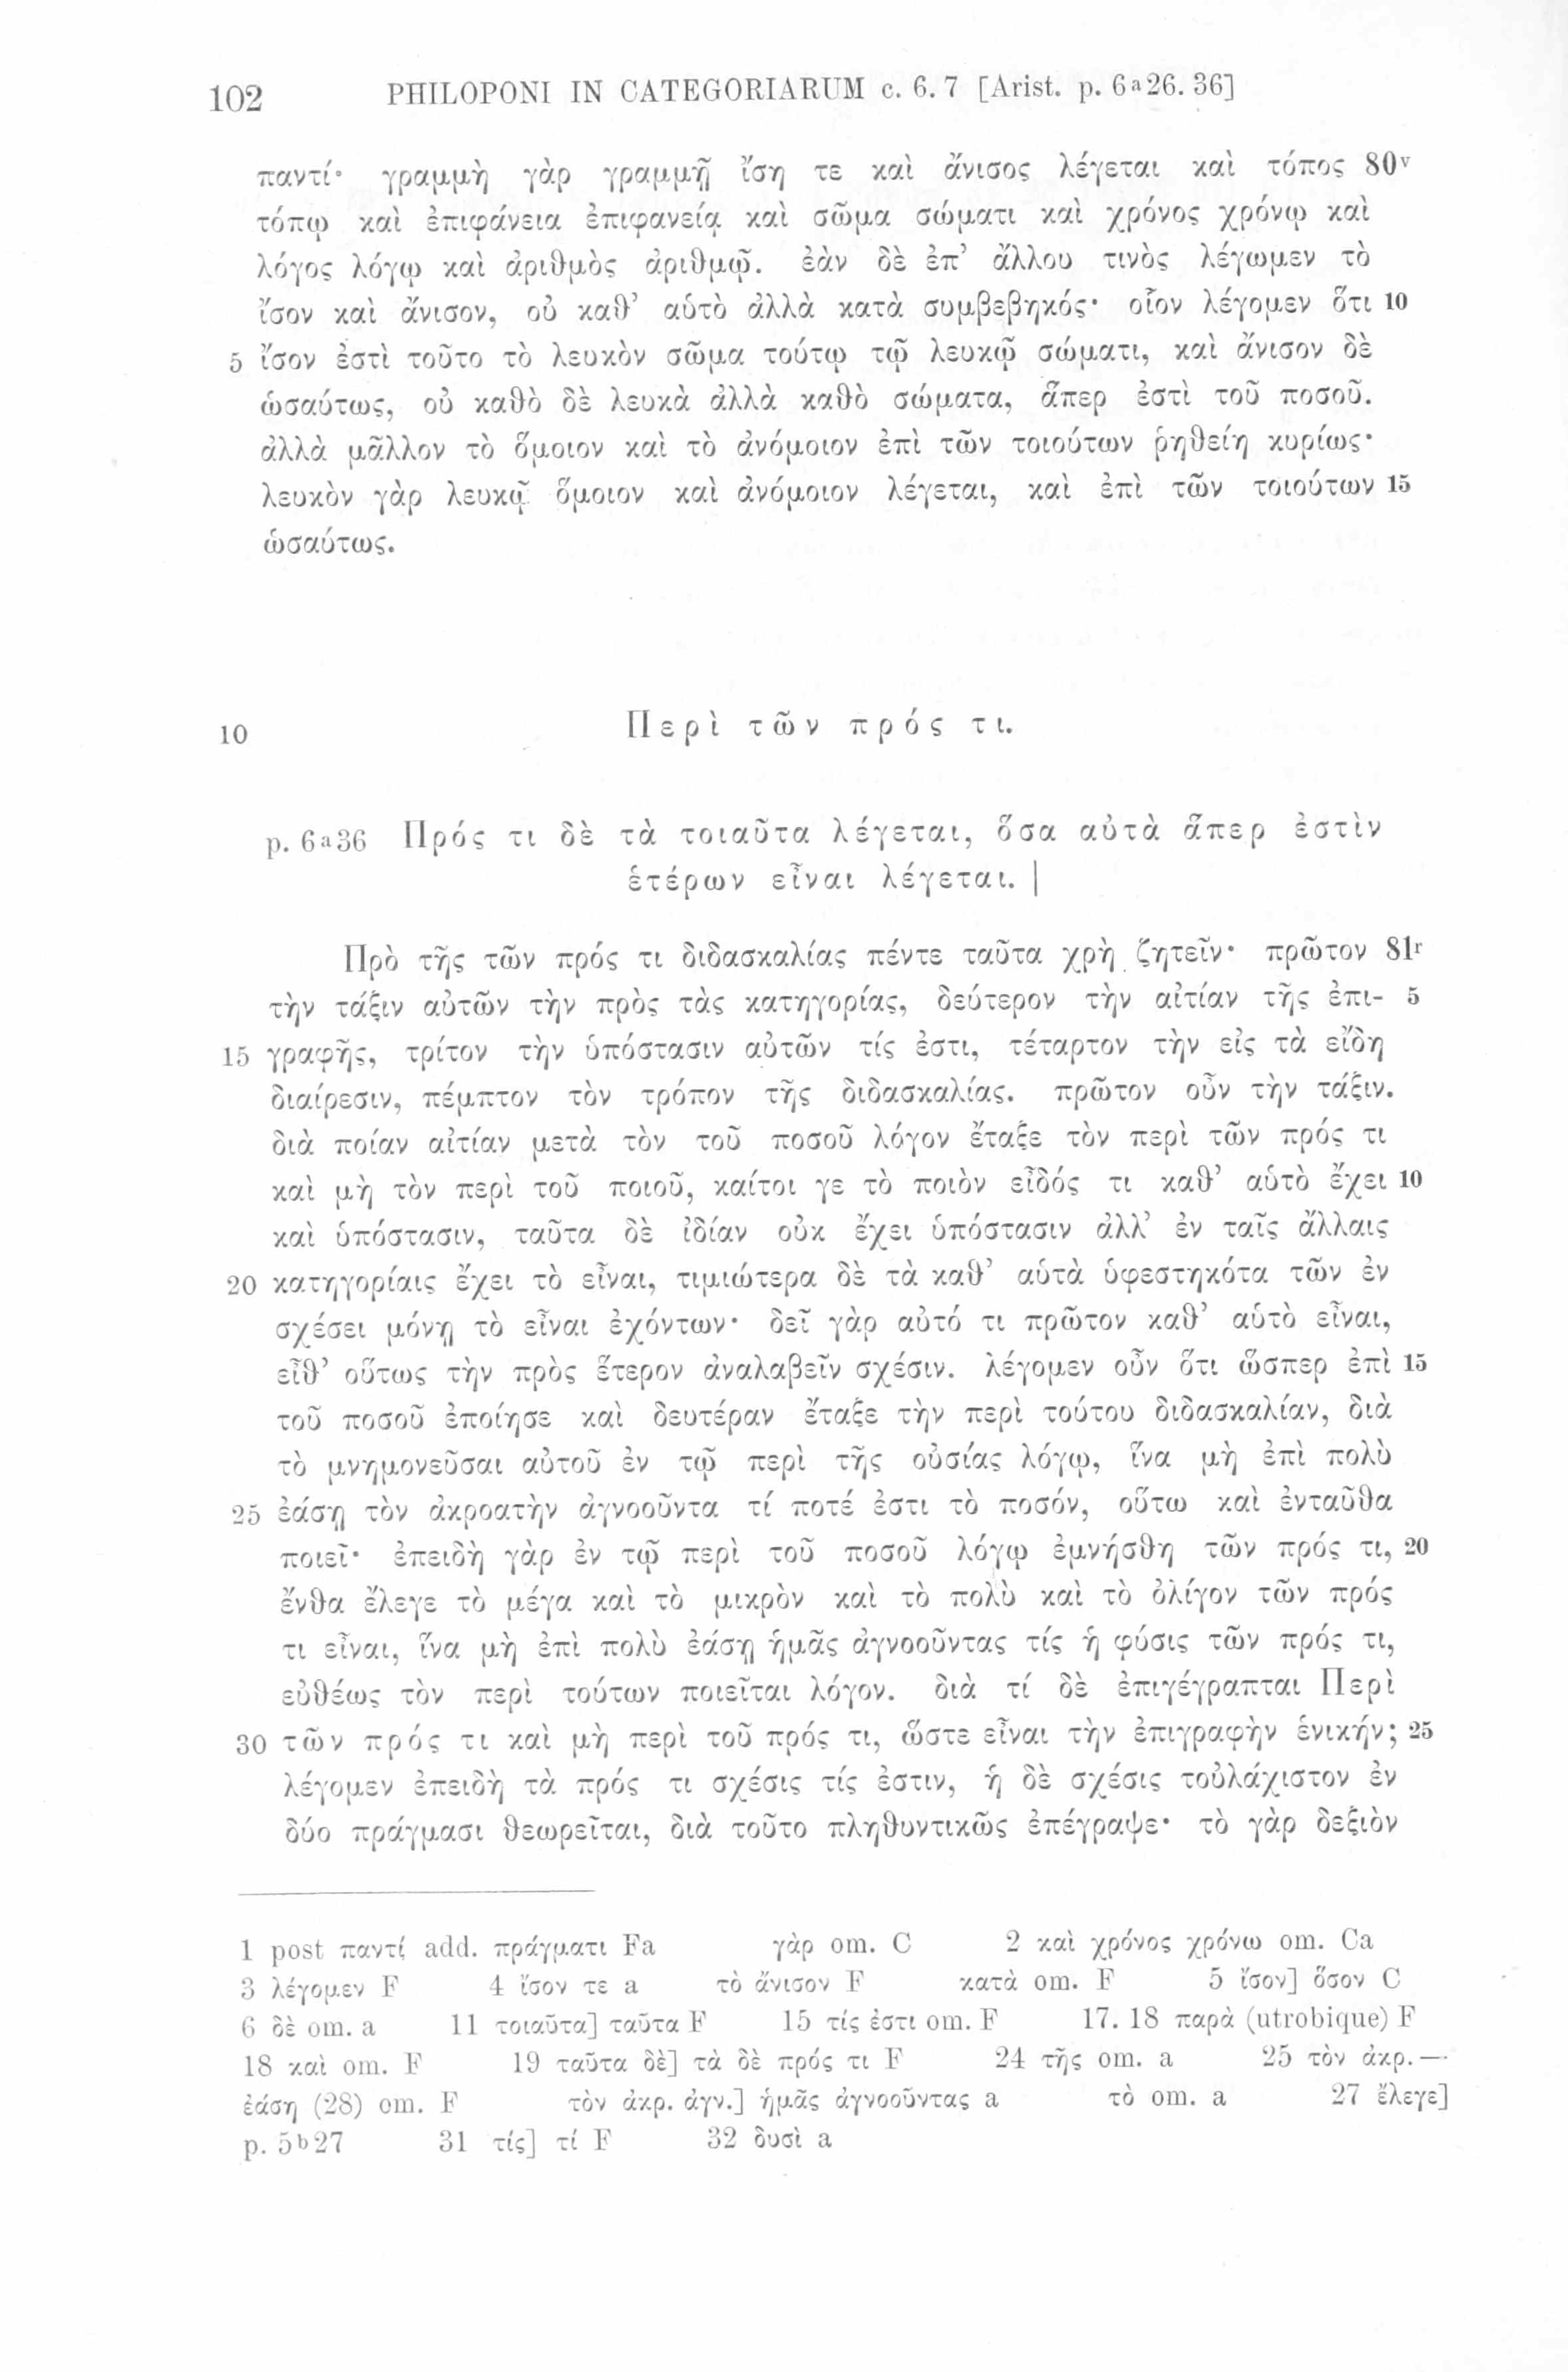 102 PHILOPONI IN CATEGORIARUM c. 6. 7 [Arist. p. 6a26. 36]
παντί· γραμμὴ γὰρ γραμμῇ ἴση τε καὶ ἄνισος λέγεται καὶ τόπος 80v
τόπῳ καὶ ἐπιφάνεια ἐπιφανείᾳ καὶ σῶμα σώματι καὶ χρόνος χρόνῳ καὶ
λόγος λόγῳ καὶ ἀριθμὸς ἀριθμῷ. ἐὰν δὲ ἐπ’ ἄλλου τινὸς λέγωμεν τὸ
ἴσον καὶ ἄνισον, οὐ καθ’ αὑτὸ ἀλλὰ κατὰ συμβεβηκός· οἷον λέγομεν ὅτι 10
5 ἴσον ἐστὶ τοῦτο τὸ λευκὸν σῶμα τούτῳ τῷ λευκῷ σώματι, καὶ ἄνισον δὲ
ὡσαύτως, οὐ καθὸ δὲ λευκὰ ἀλλὰ καθὸ σώματα, ἅπερ ἐστὶ τοῦ ποσοῦ.
ἀλλὰ μᾶλλον τὸ ὅμοιον καὶ τὸ ἀνόμοιον ἐπὶ τῶν τοιούτων ῥηθείη κυρίως·
λευκὸν γὰρ λευκῷ ὅμοιον καὶ ἀνόμοιον λέγεται, καὶ ἐπὶ τῶν τοιούτων 15
ὡσαύτως.
10 Περὶ τῶν πρός τι.
p. 6a36 Πρός τι δὲ τὰ τοιαῦτα λέγεται, ὅσα αὐτὰ ἅπερ ἐστὶν
ἑτέρων εἶναι λέγεται. |
Πρὸ τῆς τῶν πρός τι διδασκαλίας πέντε ταῦτα χρὴ ζητεῖν· πρῶτον 81r
τὴν τάξιν αὐτῶν τὴν πρὸς τὰς κατηγορίας, δεύτερον τὴν αἰτίαν τῆς ἐπι- 5
15 γραφῆς, τρίτον τὴν ὑπόστασιν αὐτῶν τίς ἐστι, τέταρτον τὴν εἰς τὰ εἴδη
διαίρεσιν, πέμπτον τὸν τρόπον τῆς διδασκαλίας. πρῶτον οὖν τὴν τάξιν.
διὰ ποίαν αἰτίαν μετὰ τὸν τοῦ ποσοῦ λόγον ἔταξε τὸν περὶ τῶν πρός τι
καὶ μὴ τὸν περὶ τοῦ ποιοῦ, καίτοι γε τὸ ποιὸν εἶδός τι καθ’ αὑτὸ ἔχει 10
καὶ ὑπόστασιν, ταῦτα δὲ ἰδίαν οὐκ ἔχει ὑπόστασιν ἀλλ’ ἐν ταῖς ἄλλαις
20 κατηγορίαις ἔχει τὸ εἶναι, τιμιώτερα δὲ τὰ καθ’ αὑτὰ ὑφεστηκότα τῶν ἐν
σχέσει μόνῃ τὸ εἶναι ἐχόντων· δεῖ γὰρ αὐτό τι πρῶτον καθ’ αὑτὸ εἶναι,
εἶθ’ οὕτως τὴν πρὸς ἕτερον ἀναλαβεῖν σχέσιν. λέγομεν οὖν ὅτι ὥσπερ ἐπὶ 15
τοῦ ποσοῦ ἐποίησε καὶ δευτέραν ἔταξε τὴν περὶ τούτου διδασκαλίαν, διὰ
τὸ μνημονεῦσαι αὐτοῦ ἐν τῷ περὶ τῆς οὐσίας λόγῳ, ἵνα μὴ ἐπὶ πολὺ
25 ἐάσῃ τὸν ἀκροατὴν ἀγνοοῦντα τί ποτέ ἐστι τὸ ποσόν, οὕτω καὶ ἐνταῦθα
ποιεῖ· ἐπειδὴ γὰρ ἐν τῷ περὶ τοῦ ποσοῦ λόγῳ ἐμνήσθη τῶν πρός τι, 20
ἔνθα ἔλεγε τὸ μέγα καὶ τὸ μικρὸν καὶ τὸ πολὺ καὶ τὸ ὀλίγον τῶν πρός
τι εἶναι, ἵνα μὴ ἐπὶ πολὺ ἐάσῃ ἡμᾶς ἀγνοοῦντας τίς ἡ φύσις τῶν πρός τι,
εὐθέως τὸν περὶ τούτων ποιεῖται λόγον. διὰ τί δὲ ἐπιγέγραπται Περὶ
30 τῶν πρός τι καὶ μὴ περὶ τοῦ πρός τι, ὥστε εἶναι τὴν ἐπιγραφὴν ἑνικήν; 25
λέγομεν ἐπειδὴ τὰ πρός τι σχέσις τίς ἐστιν, ἡ δὲ σχέσις τοὐλάχιστον ἐν
δύο πράγμασι θεωρεῖται, διὰ τοῦτο πληθυντικῶς ἐπέγραψε· τὸ γὰρ δεξιὸν
1 post παντί add. πράγματι Fa γὰρ om. C 2 καὶ χρόνος χρόνω om. Ca
3 λέγομεν F 4 ἴσον τε a τὸ ἄνισον F κατὰ om. F 5 ἴσον] ὅσον C
6 δὲ om. a 11 τοιαῦτα] ταῦτα F 15 τίς ἐστι om. F 17. 18 παρὰ (utrobique) F
18 καὶ om. F 19 ταῦτα δὲ] τὰ δὲ πρός τι F 24 τῆς om. a 25 τὸν ἀκρ.—
ἐάσῃ (28) om. F τὸν ἀκρ. ἀγν.] ἡμᾶς ἀγνοοῦντας a τὸ om. a 27 ἔλεγε]
p. 5b27 31 τίς] τί F 32 δυσὶ a